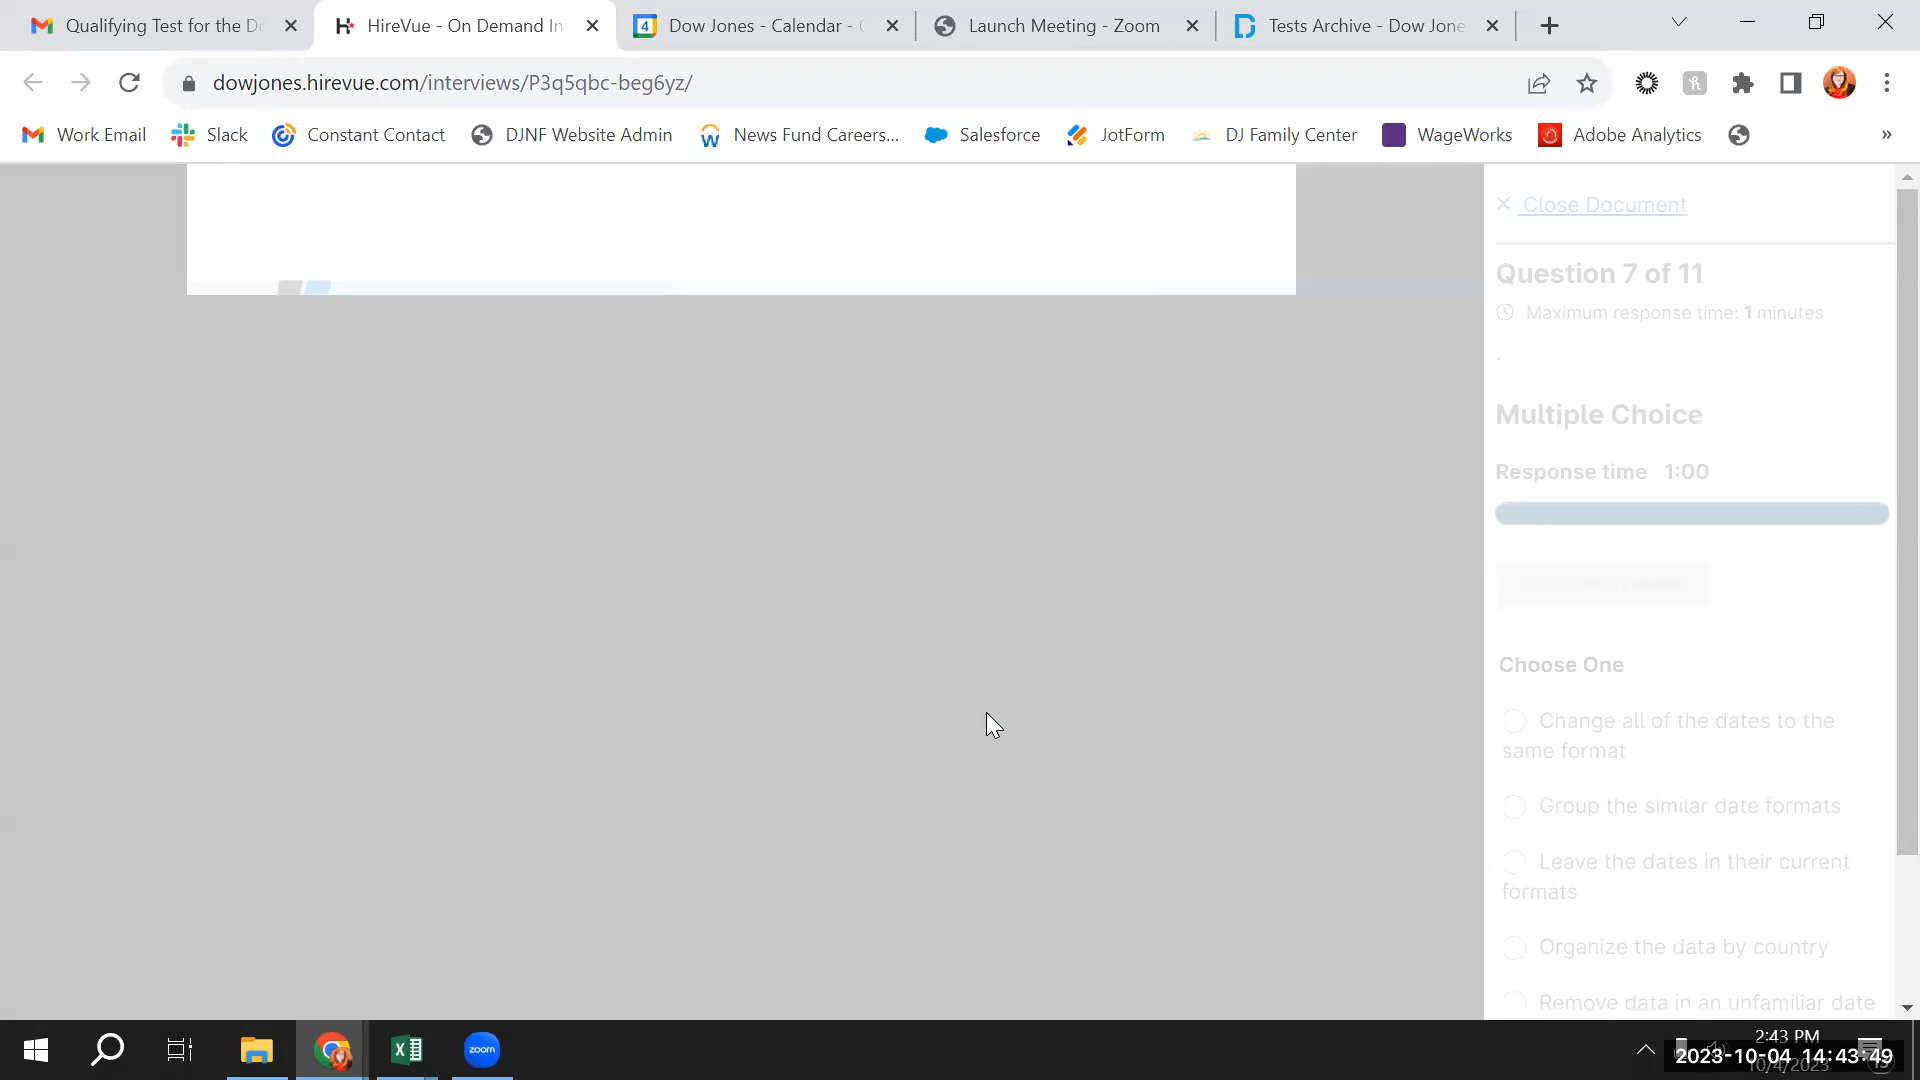 Qualifying Test for the Do
HireVue - On Demand In
Dow Jones - Calendar - C
Launch Meeting - Zoom
Tests Archive - Dow Jone
dowjones.hirevue.com/interviews/P3q5qbc-beg6yz/
Work Email
Slack
Constant Contact
DJNF Website Admin
News Fund Careers...
Salesforce
JotForm
DJ Family Center
WageWorks
Adobe Analytics
»
× Close Document
Question 7 of 11
Maximum response time: 1 minutes
.
Multiple Choice
Response time 1:00
Choose One
Change all of the dates to the
same format
Group the similar date formats
Leave the dates in their current
formats
Organize the data by country
Remove data in an unfamiliar date
zoom
2:43 PM
2023-10-04 14:43:49
10/4/2023